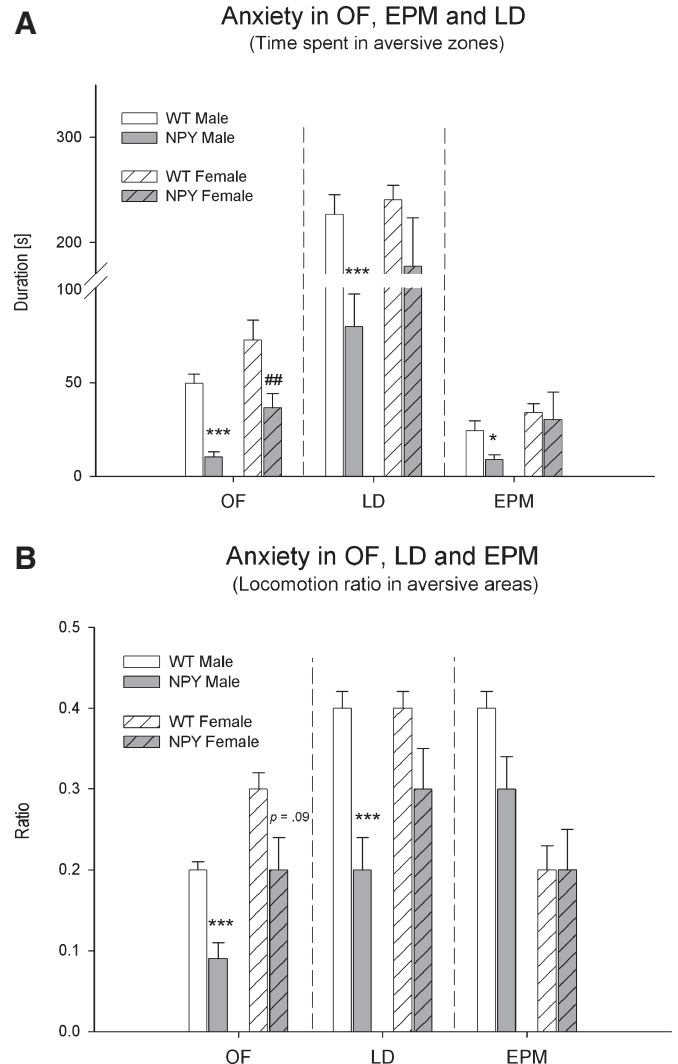 A
Anxiety in OF, EPM and LD
(Time spent in aversive zones)
WT Male
NPY Male
WT Female
NPY Female
Duration [s]
300
200
100
50
0
***
##
***
*
OF
LD
EPM
B
Anxiety in OF, LD and EPM
(Locomotion ratio in aversive areas)
WT Male
NPY Male
WT Female
NPY Female
Ratio
0.5
0.4
0.3
0.2
0.1
0.0
***
p = .09
***
OF
LD
EPM